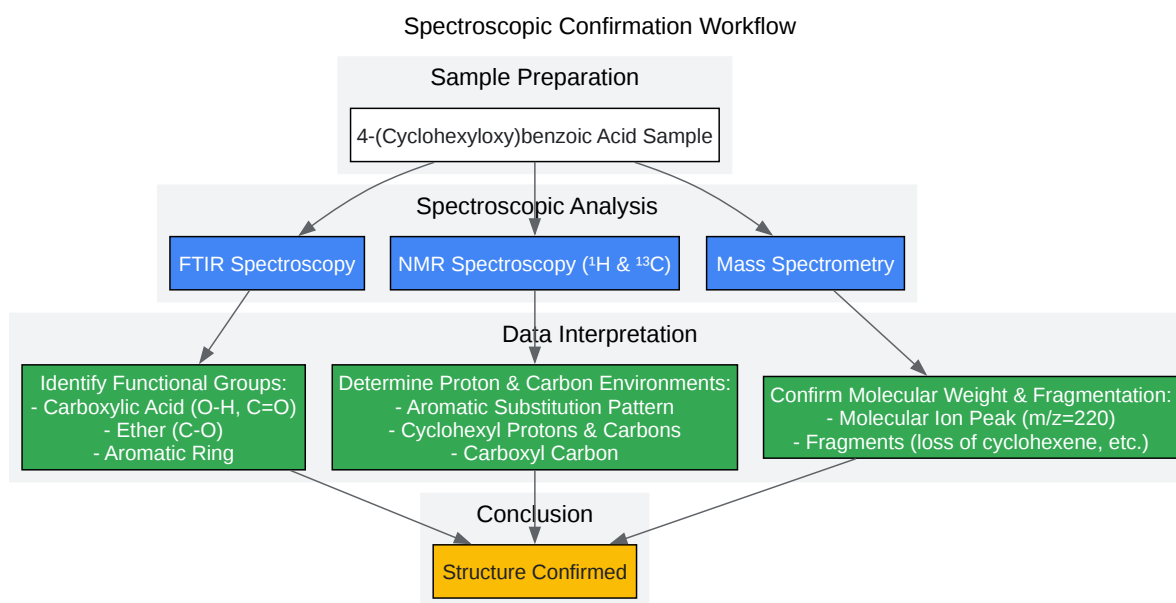 Spectroscopic Confirmation Workflow
Sample Preparation
4-(Cyclohexyloxy)benzoic Acid Sample
Spectroscopic Analysis
FTIR Spectroscopy
NMR Spectroscopy (¹H & ¹³C)
Mass Spectrometry
Data Interpretation
Identify Functional Groups:
- Carboxylic Acid (O-H, C=O)
- Ether (C-O)
- Aromatic Ring
Determine Proton & Carbon Environments:
- Aromatic Substitution Pattern
- Cyclohexyl Protons & Carbons
- Carboxyl Carbon
Confirm Molecular Weight & Fragmentation:
- Molecular Ion Peak (m/z=220)
- Fragments (loss of cyclohexene, etc.)
Conclusion
Structure Confirmed